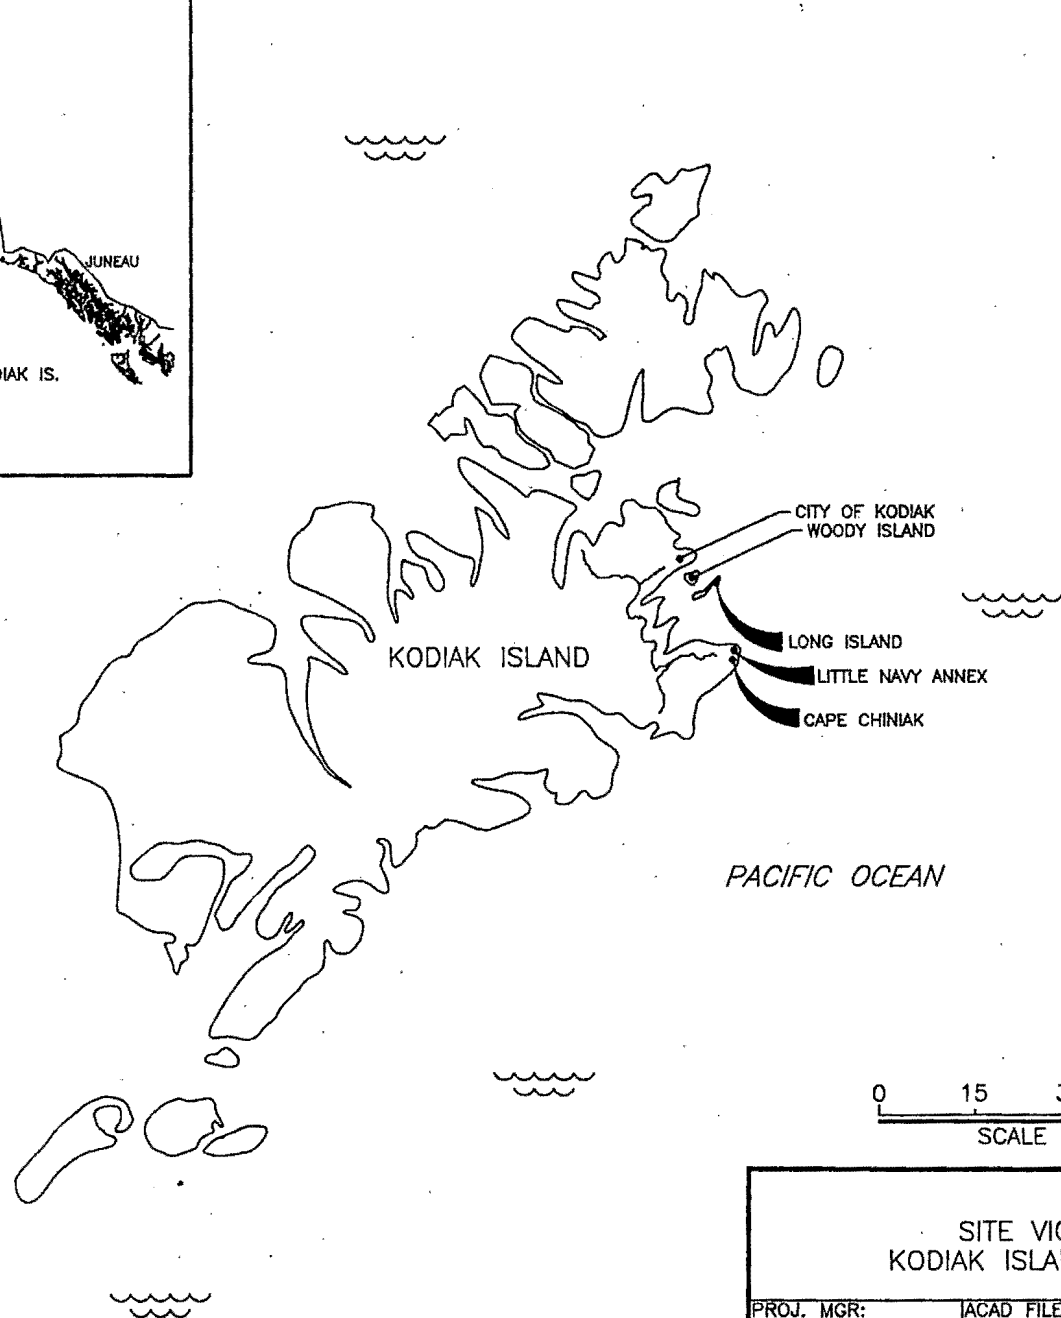 JUNEAU
IAK IS.
CITY OF KODIAK
WOODY ISLAND
LONG ISLAND
KODIAK ISLAND
LITTLE NAVY ANNEX
CAPE CHINIAK
PACIFIC OCEAN
0 15
SCALE
SITE VIC
KODIAK ISLA
PROJ. MGR: ACAD FILE